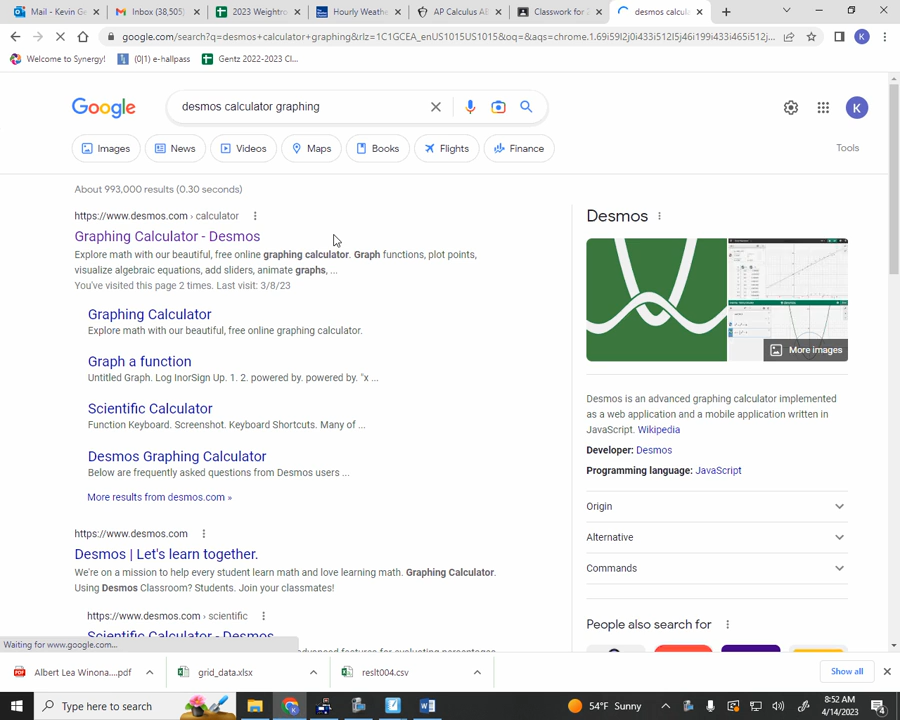 Mail - Kevin Ge
Inbox (38,505)
2023 Weightro
Hourly Weathe
AP Calculus AB
Classwork for 2
desmos calcula
google.com/search?q=desmos+calculator+graphing&rlz=1C1GCEA_enUS1015US1015&oq=&aqs=chrome.1.69i59l2j0i433i512l5j46i199i433i465i512j...
K
Welcome to Synergy!
(0|1) e-hallpass
Gentz 2022-2023 Cl...
Google
desmos calculator graphing
K
Images
News
Videos
Maps
Books
Flights
Finance
Tools
About 993,000 results (0.30 seconds)
https://www.desmos.com › calculator
Graphing Calculator - Desmos
Explore math with our beautiful, free online graphing calculator. Graph functions, plot points,
visualize algebraic equations, add sliders, animate graphs, ...
You've visited this page 2 times. Last visit: 3/8/23
Graphing Calculator
Explore math with our beautiful, free online graphing calculator.
Graph a function
Untitled Graph. Log InorSign Up. 1. 2. powered by. powered by. "x ...
Scientific Calculator
Function Keyboard. Screenshot. Keyboard Shortcuts. Many of ...
Desmos Graphing Calculator
Below are frequently asked questions from Desmos users ...
More results from desmos.com »
https://www.desmos.com
Desmos | Let's learn together.
We're on a mission to help every student learn math and love learning math. Graphing Calculator.
Using Desmos Classroom? Students. Join your classmates!
https://www.desmos.com › scientific
Scientific Calculator - Desmos
Desmos
More images
Desmos is an advanced graphing calculator implemented
as a web application and a mobile application written in
JavaScript. Wikipedia
Developer: Desmos
Programming language: JavaScript
Origin
Alternative
Commands
People also search for
Waiting for www.google.com...
Albert Lea Winona....pdf
grid_data.xlsx
reslt004.csv
Show all
Type here to search
54°F Sunny
8:52 AM
4/14/2023
4